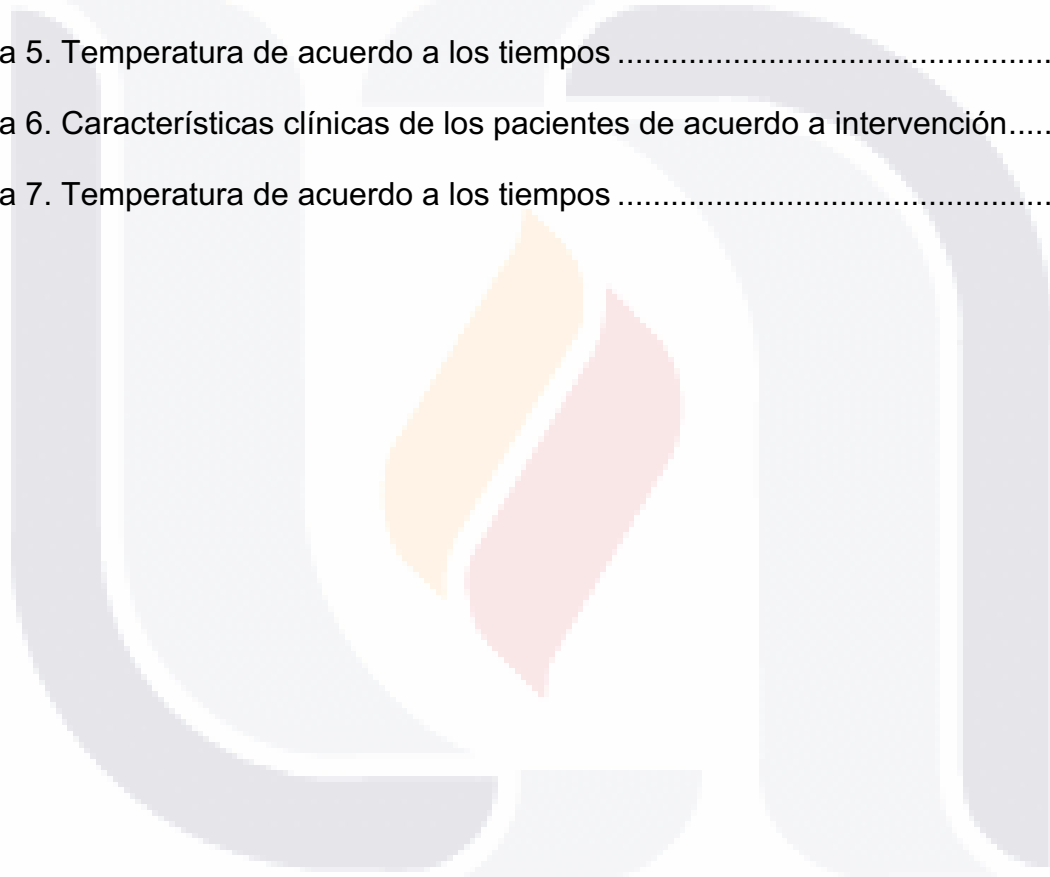 a 5. Temperatura de acuerdo a los tiempos ................................................
a 6. Características clínicas de los pacientes de acuerdo a intervención.....
a 7. Temperatura de acuerdo a los tiempos ................................................